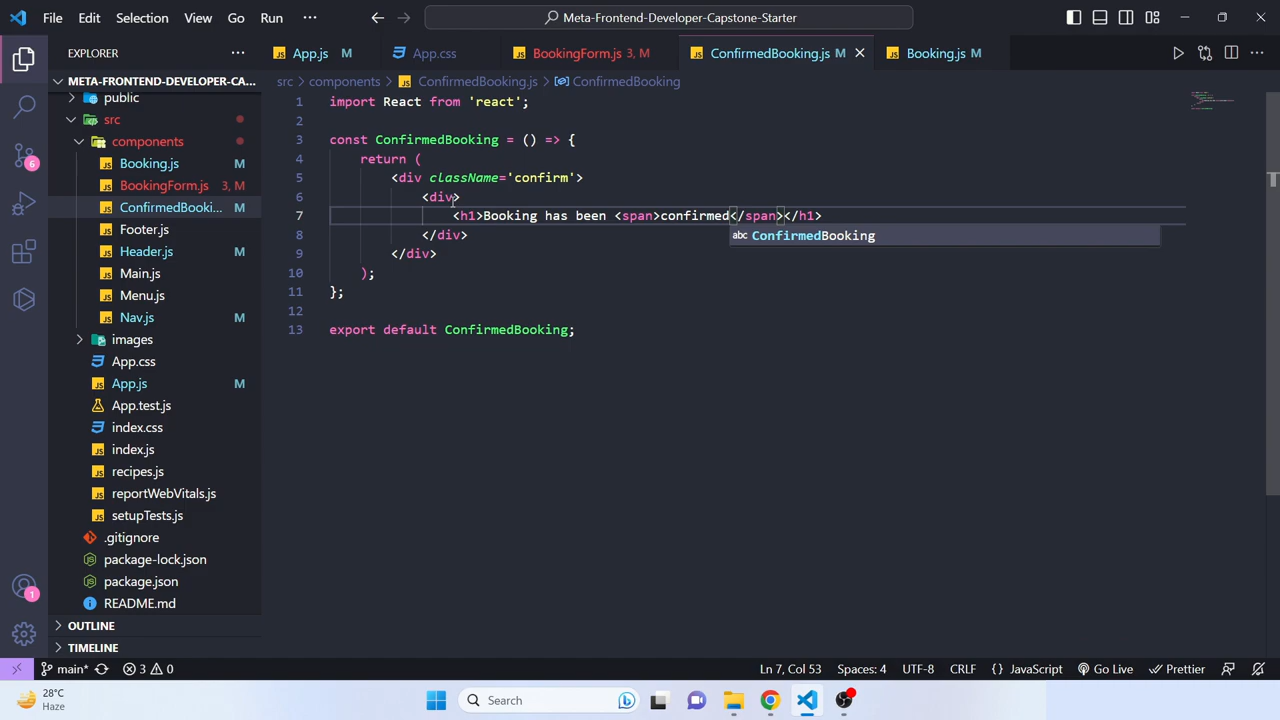 File Edit Selection View Go Run ··· Meta-Frontend-Developer-Capstone-Starter
EXPLORER ···
App.js M
App.css
BookingForm.js 3, M
ConfirmedBooking.js M
Booking.js M
META-FRONTEND-DEVELOPER-CA...
public
src
components
Booking.js M
BookingForm.js 3, M
ConfirmedBooki... M
Footer.js
Header.js M
Main.js
Menu.js
Nav.js M
images
App.css
App.js M
App.test.js
index.css
index.js
recipes.js
reportWebVitals.js
setupTests.js
.gitignore
package-lock.json
package.json
README.md
OUTLINE
TIMELINE
6
1
src > components > ConfirmedBooking.js > ConfirmedBooking
1 import React from 'react';
2
3 const ConfirmedBooking = () => {
4 return (
5 <div className='confirm'>
6 <div>
7 <h1>Booking has been <span>confirmed</span></h1>
abc ConfirmedBooking
8 </div>
9 </div>
10 );
11 };
12
13 export default ConfirmedBooking;
main* 3 0 Ln 7, Col 53 Spaces: 4 UTF-8 CRLF {} JavaScript Go Live Prettier
28°C
Haze
Search